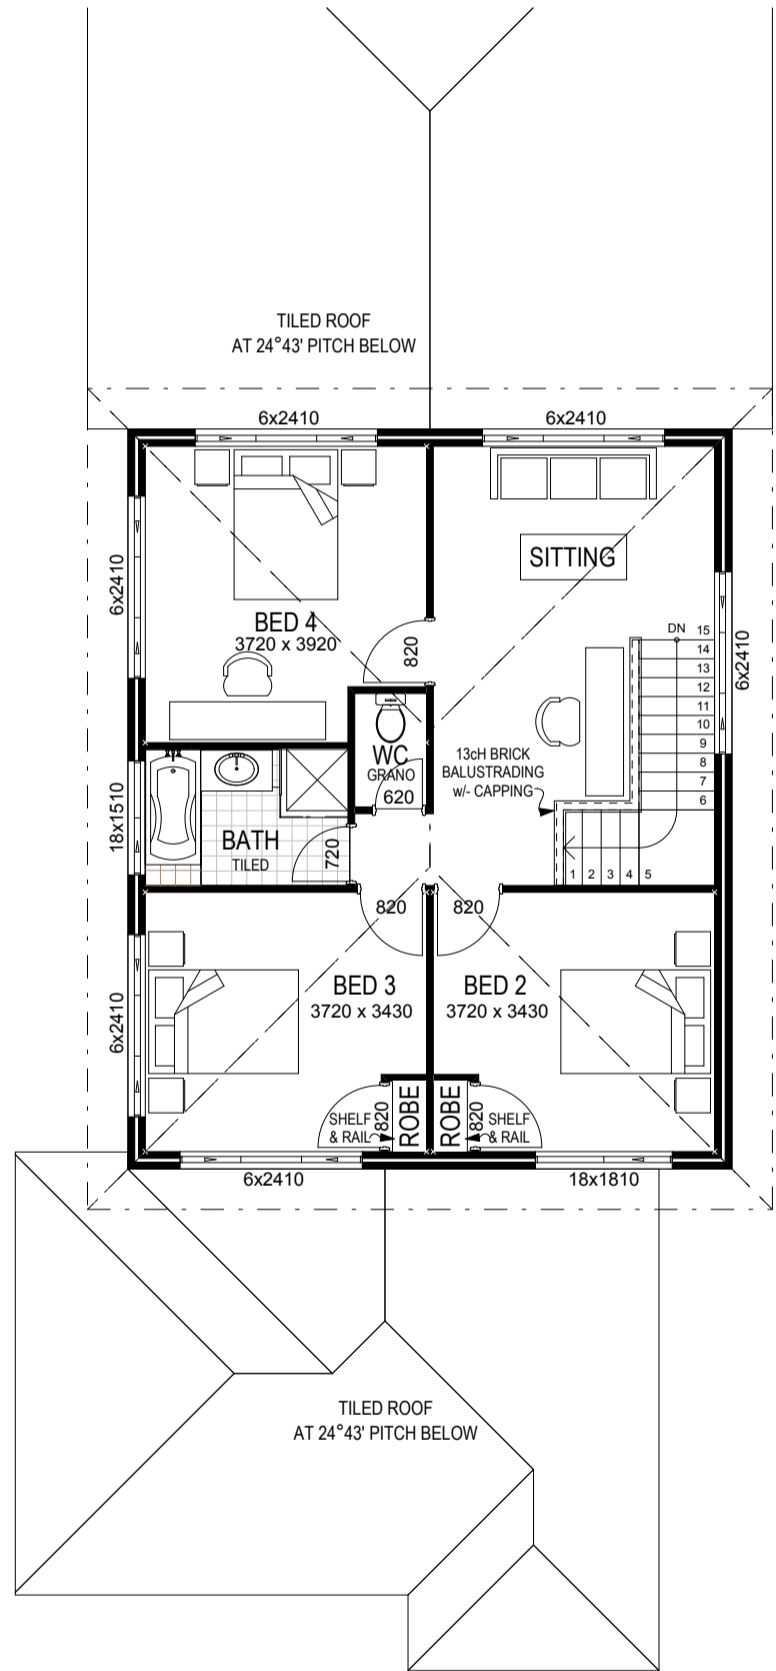 TILED ROOF
AT 24°43' PITCH BELOW
6x2410
6x2410
SITTING
6x2410
BED 4
3720 x 3920
820
DN
15
14
13
12
11
10
9
8
7
6
6x2410
WC
GRANO
620
13cH BRICK
BALUSTRADING
w/- CAPPING
18x1510
BATH
TILED
720
1 2 3 4 5
820
820
BED 3
3720 x 3430
BED 2
3720 x 3430
6x2410
SHELF
& RAIL
820
ROBE
ROBE
820
SHELF
& RAIL
6x2410
18x1810
TILED ROOF
AT 24°43' PITCH BELOW